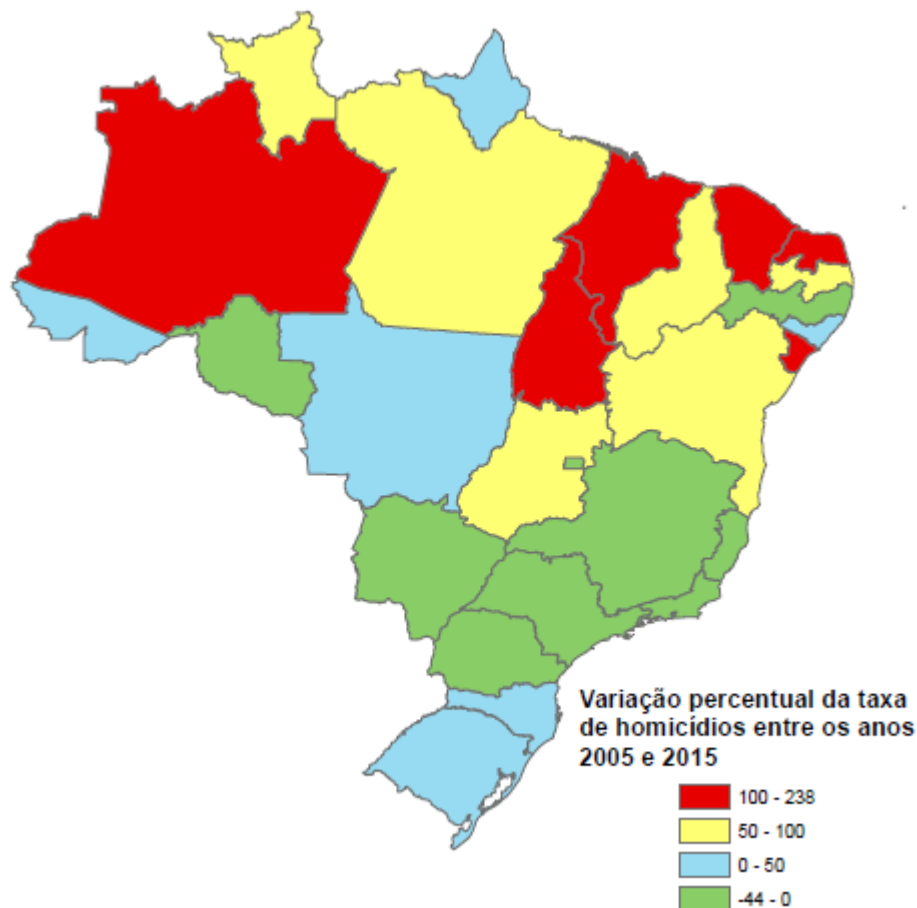 Variação percentual da taxa
de homicídios entre os anos
2005 e 2015
100 - 238
50 - 100
0 - 50
-44 - 0